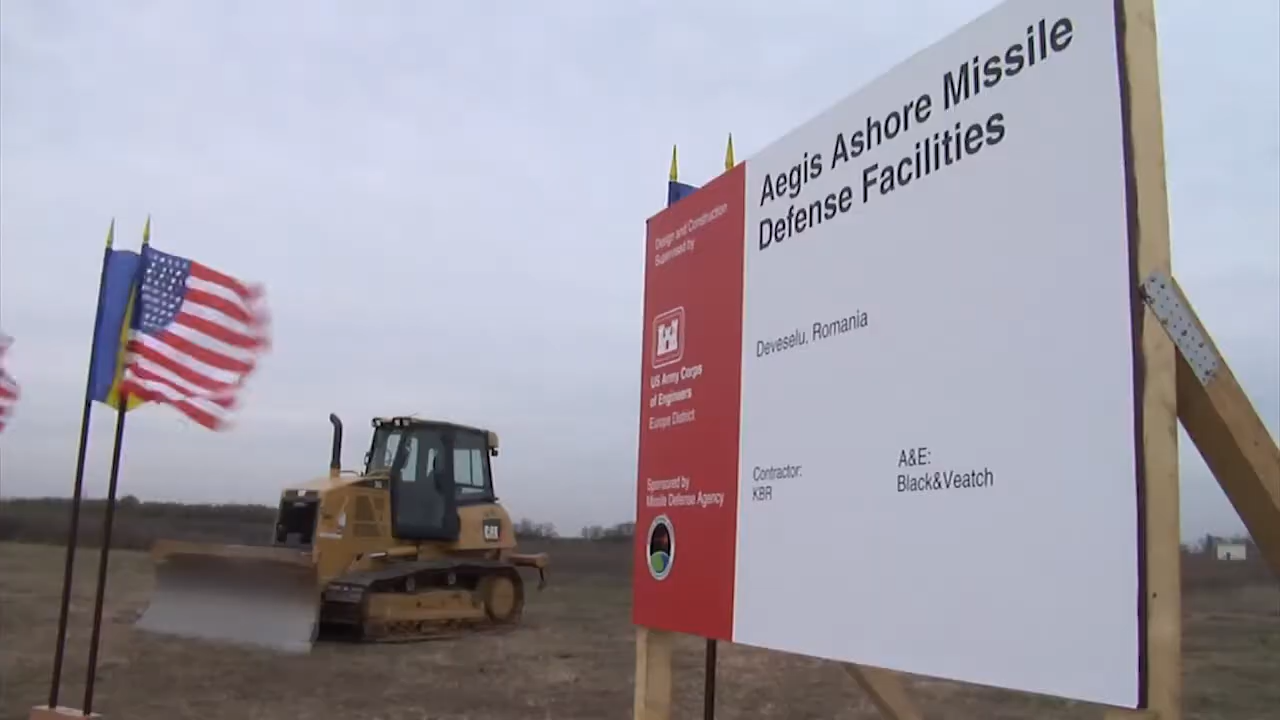 Aegis Ashore Missile
Defense Facilities
Design and Construction
Supervised by
US Army Corps
of Engineers
Europe District
Sponsored by
Missile Defense Agency
Deveselu, Romania
Contractor:
KBR
A&E:
Black&Veatch
CAT